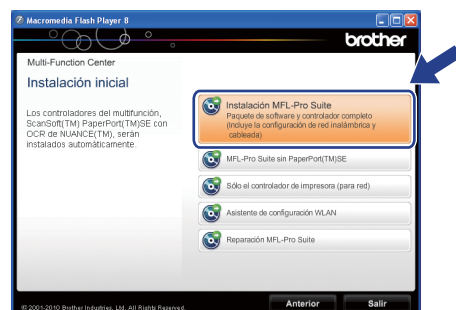 Macromedia Flash Player 8
brother
Multi-Function Center
Instalación inicial
Los controladores del multifunción,
ScanSoft(TM) PaperPort(TM)SE con
OCR de NUANCE(TM), serán
instalados automáticamente.
Instalación MFL-Pro Suite
Paquete de software y controlador completo
(Incluye la configuración de red inalámbrica y
cableada)
MFL-Pro Suite sin PaperPort(TM)SE
Sólo el controlador de impresora (para red)
Asistente de configuración WLAN
Reparación MFL-Pro Suite
© 2001-2010 Brother Industries, Ltd. All Rights Reserved.
Anterior
Salir